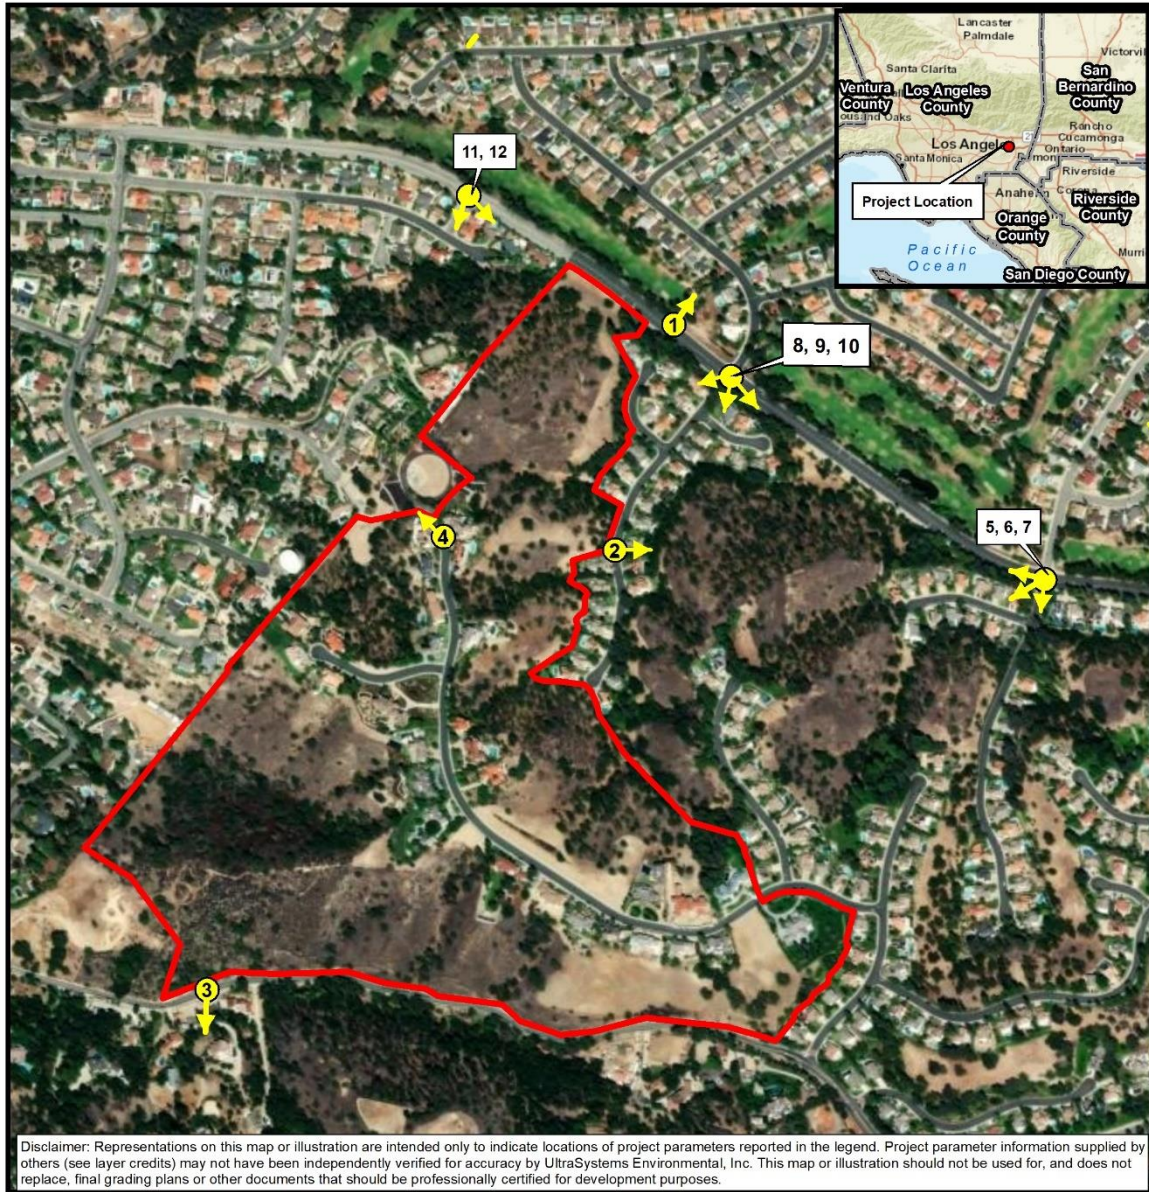 Lancaster
Palmdale
Victorvil
Santa Clarita
San
Bernardino
County
Ventura
County
Los Angeles
County
ousand Oaks
Rancho
Cucamonga
Los Angele
Ontario
Santa Monica
Riverside
Project Location
Anaheim
Riverside
County
Orange
County
Pacific
Ocean
Murri
San Diego County
11, 12
1
8, 9, 10
4
2
5, 6, 7
3
Disclaimer: Representations on this map or illustration are intended only to indicate locations of project parameters reported in the legend. Project parameter information supplied by
others (see layer credits) may not have been independently verified for accuracy by UltraSystems Environmental, Inc. This map or illustration should not be used for, and does not
replace, final grading plans or other documents that should be professionally certified for development purposes.